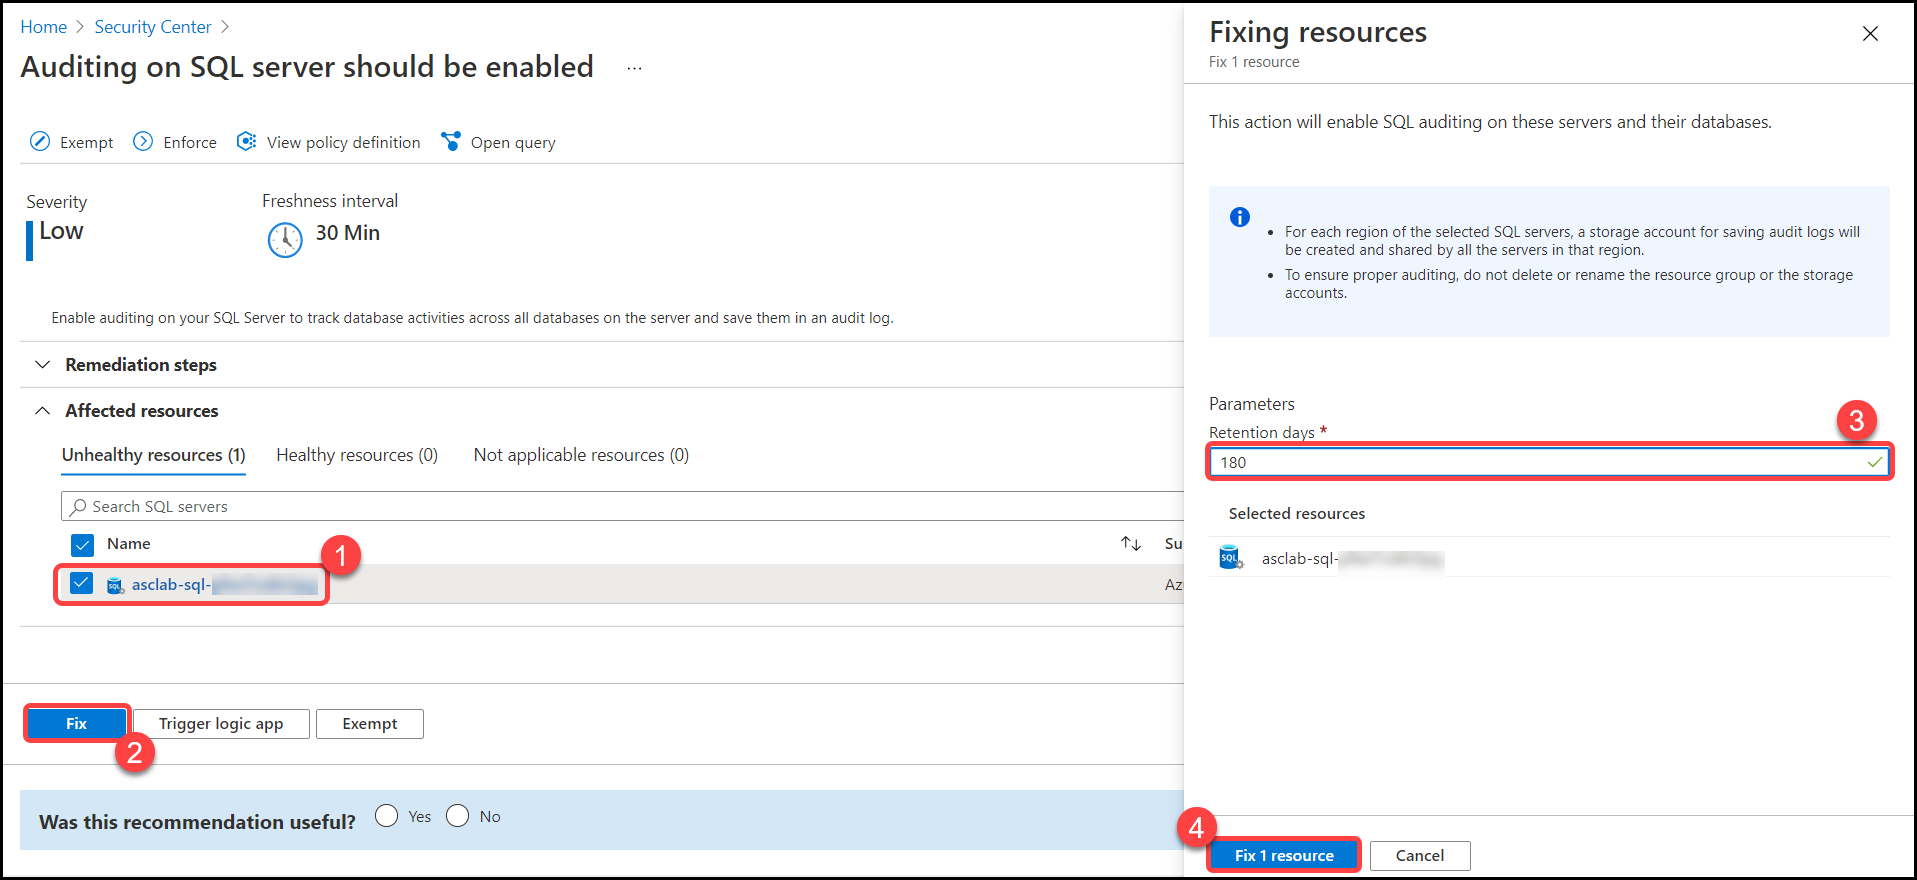 Home > Security Center >
Auditing on SQL server should be enabled ...
Exempt Enforce View policy definition Open query
Severity
Low
Freshness interval
30 Min
Enable auditing on your SQL Server to track database activities across all databases on the server and save them in an audit log.
Remediation steps
Affected resources
Unhealthy resources (1) Healthy resources (0) Not applicable resources (0)
Search SQL servers
Name Su
SQL asclab-sql- Az
1
Fix Trigger logic app Exempt
2
Was this recommendation useful? Yes No
Fixing resources
Fix 1 resource
This action will enable SQL auditing on these servers and their databases.
• For each region of the selected SQL servers, a storage account for saving audit logs will
be created and shared by all the servers in that region.
• To ensure proper auditing, do not delete or rename the resource group or the storage
accounts.
Parameters
Retention days *
3
180
Selected resources
SQL asclab-sql-
4
Fix 1 resource Cancel